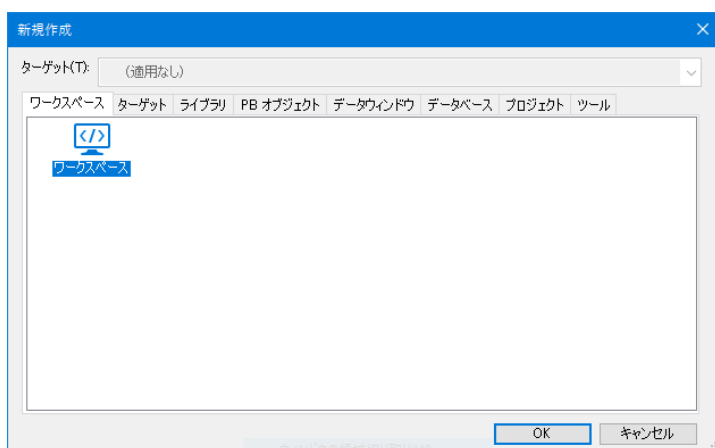 新規作成
ターゲット(T): (適用なし)
ワークスペース ターゲット ライブラリ PB オブジェクト データウィンドウ データベース プロジェクト ツール
ワークスペース
OK キャンセル